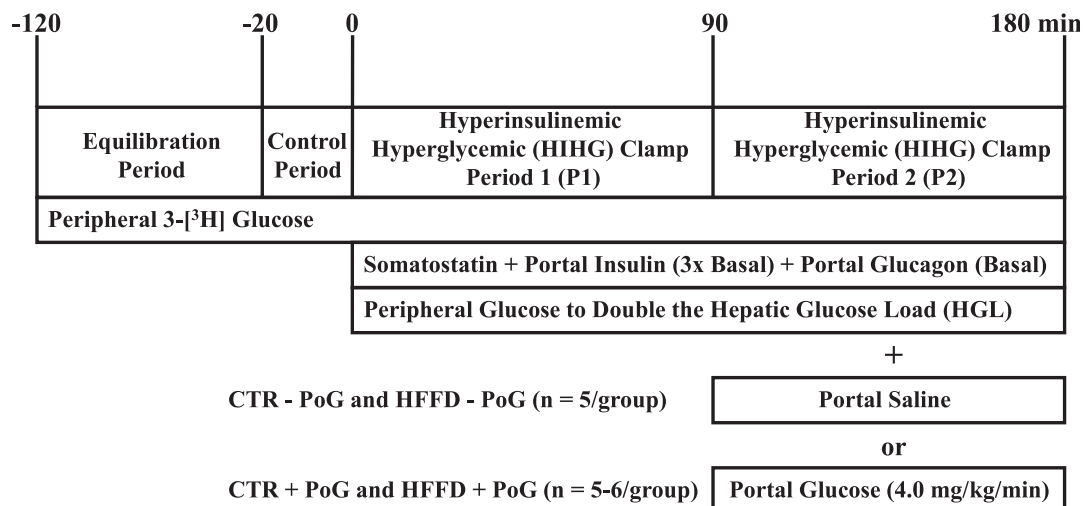 -120 -20 0 90 180 min
Equilibration
Period
Control
Period
Hyperinsulinemic
Hyperglycemic (HIHG) Clamp
Period 1 (P1)
Hyperinsulinemic
Hyperglycemic (HIHG) Clamp
Period 2 (P2)
Peripheral 3-[³H] Glucose
Somatostatin + Portal Insulin (3x Basal) + Portal Glucagon (Basal)
Peripheral Glucose to Double the Hepatic Glucose Load (HGL)
+
CTR - PoG and HFFD - PoG (n = 5/group) Portal Saline
or
CTR + PoG and HFFD + PoG (n = 5-6/group) Portal Glucose (4.0 mg/kg/min)